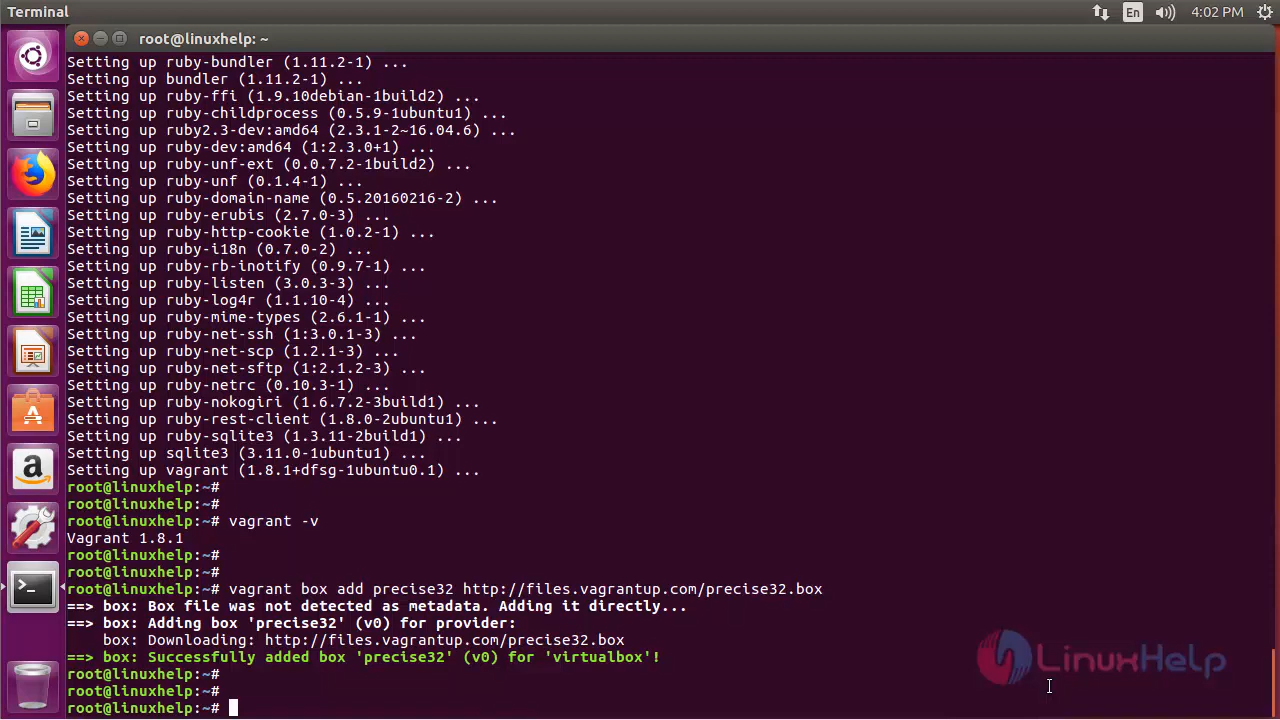 Terminal
En
4:02 PM
root@linuxhelp: ~
Setting up ruby-bundler (1.11.2-1) ...
Setting up bundler (1.11.2-1) ...
Setting up ruby-ffi (1.9.10debian-1build2) ...
Setting up ruby-childprocess (0.5.9-1ubuntu1) ...
Setting up ruby2.3-dev:amd64 (2.3.1-2~16.04.6) ...
Setting up ruby-dev:amd64 (1:2.3.0+1) ...
Setting up ruby-unf-ext (0.0.7.2-1build2) ...
Setting up ruby-unf (0.1.4-1) ...
Setting up ruby-domain-name (0.5.20160216-2) ...
Setting up ruby-erubis (2.7.0-3) ...
Setting up ruby-http-cookie (1.0.2-1) ...
Setting up ruby-i18n (0.7.0-2) ...
Setting up ruby-rb-inotify (0.9.7-1) ...
Setting up ruby-listen (3.0.3-3) ...
Setting up ruby-log4r (1.1.10-4) ...
Setting up ruby-mime-types (2.6.1-1) ...
Setting up ruby-net-ssh (1:3.0.1-3) ...
Setting up ruby-net-scp (1.2.1-3) ...
Setting up ruby-net-sftp (1:2.1.2-3) ...
Setting up ruby-netrc (0.10.3-1) ...
Setting up ruby-nokogiri (1.6.7.2-3build1) ...
Setting up ruby-rest-client (1.8.0-2ubuntu1) ...
Setting up ruby-sqlite3 (1.3.11-2build1) ...
Setting up sqlite3 (3.11.0-1ubuntu1) ...
Setting up vagrant (1.8.1+dfsg-1ubuntu0.1) ...
root@linuxhelp:~#
root@linuxhelp:~#
root@linuxhelp:~# vagrant -v
Vagrant 1.8.1
root@linuxhelp:~#
root@linuxhelp:~#
root@linuxhelp:~# vagrant box add precise32 http://files.vagrantup.com/precise32.box
==> box: Box file was not detected as metadata. Adding it directly...
==> box: Adding box 'precise32' (v0) for provider:
box: Downloading: http://files.vagrantup.com/precise32.box
==> box: Successfully added box 'precise32' (v0) for 'virtualbox'!
root@linuxhelp:~#
root@linuxhelp:~#
root@linuxhelp:~#
LinuxHelp